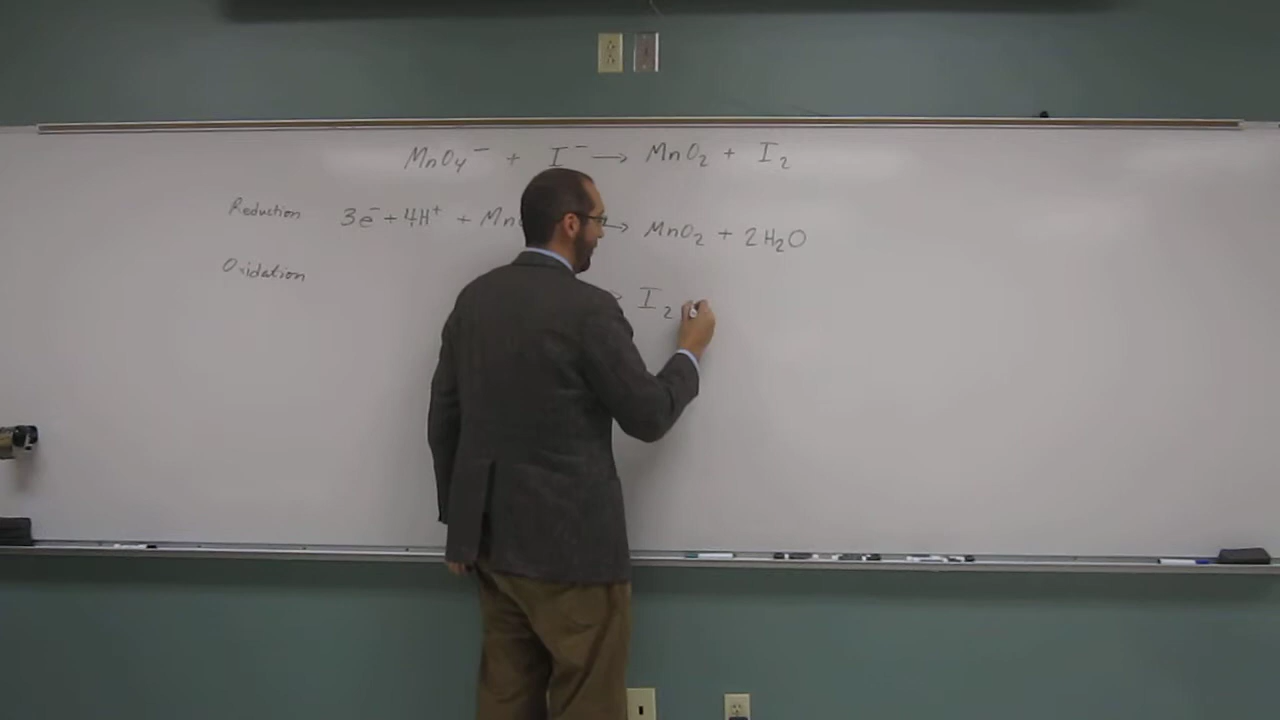 MnO₄⁻ + I⁻ → MnO₂ + I₂
Reduction 3e⁻ + 4H⁺ + Mn → MnO₂ + 2H₂O
Oxidation
→ I₂